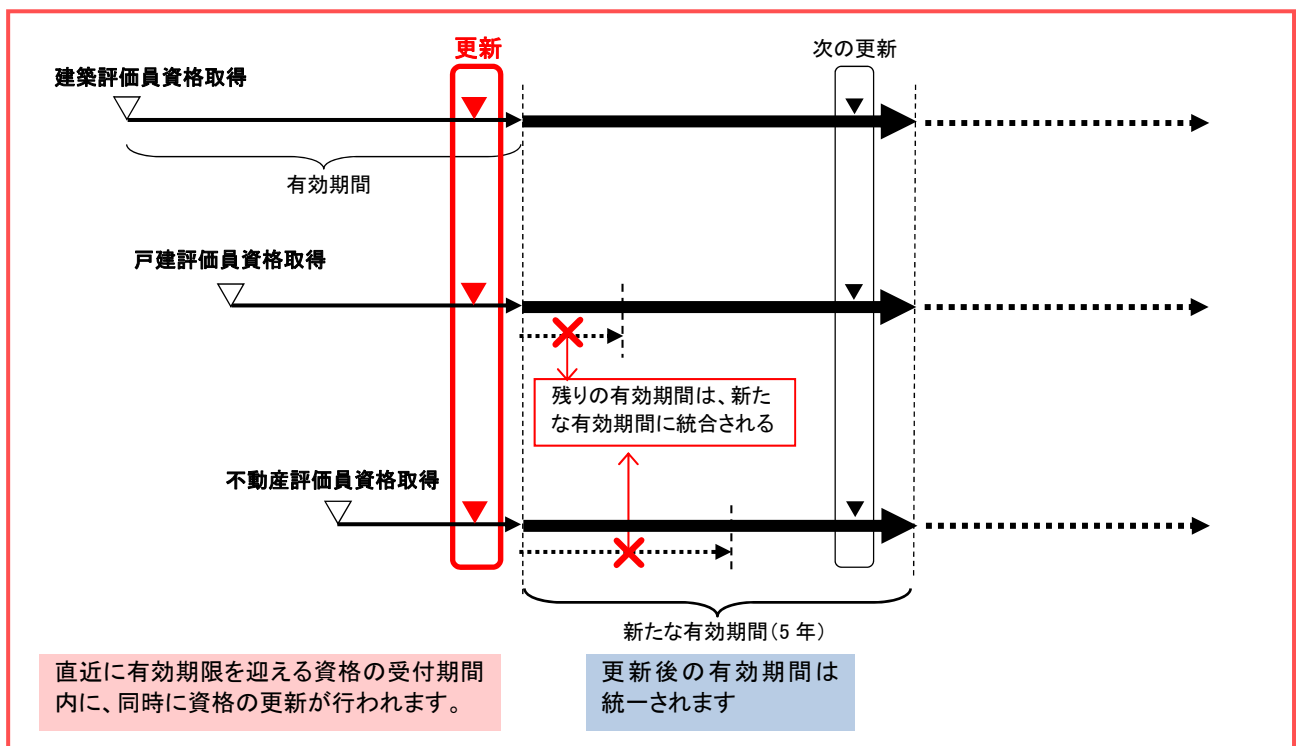 更新
次の更新
建築評価員資格取得
有効期間
戸建評価員資格取得
残りの有効期間は、新た
な有効期間に統合される
不動産評価員資格取得
新たな有効期間(5 年)
直近に有効期限を迎える資格の受付期間
内に、同時に資格の更新が行われます。
更新後の有効期間は
統一されます